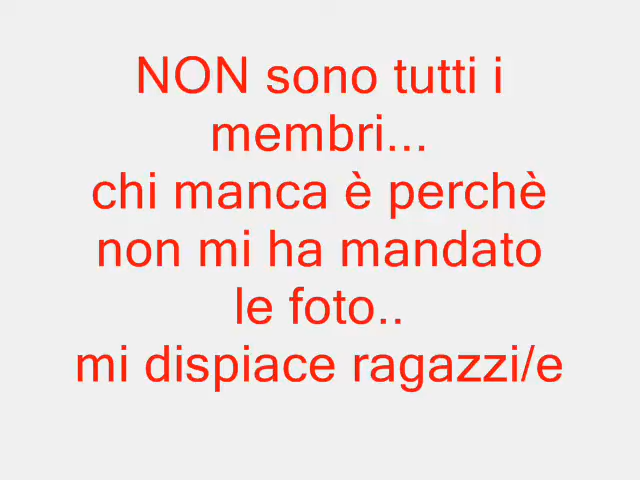 NON sono tutti i
membri...
chi manca è perchè
non mi ha mandato
le foto..
mi dispiace ragazzi/e